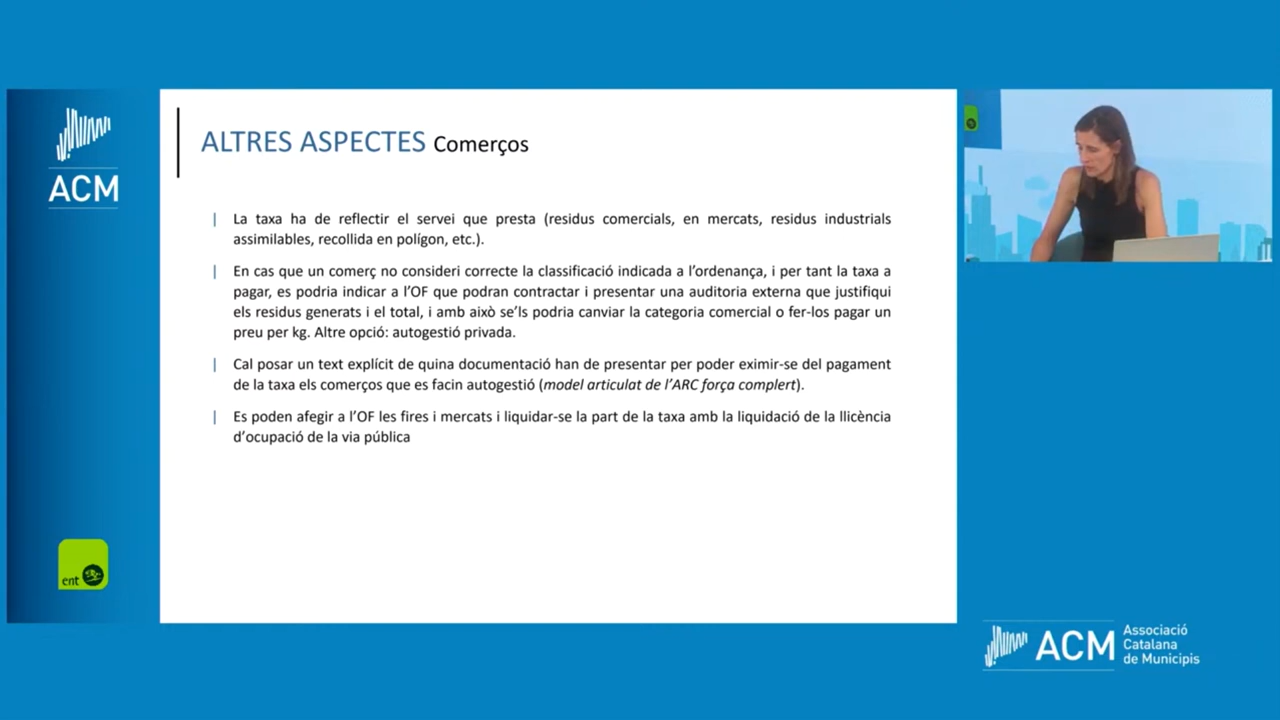 ACM
ALTRES ASPECTES Comerços
La taxa ha de reflectir el servei que presta (residus comercials, en mercats, residus industrials
assimilables, recollida en polígon, etc.).
En cas que un comerç no consideri correcte la classificació indicada a l’ordenança, i per tant la taxa a
pagar, es podria indicar a l’OF que podran contractar i presentar una auditoria externa que justifiqui
els residus generats i el total, i amb això se’ls podria canviar la categoria comercial o fer-los pagar un
preu per kg. Altre opció: autogestió privada.
Cal posar un text explícit de quina documentació han de presentar per poder eximir-se del pagament
de la taxa els comerços que es facin autogestió (model articulat de l’ARC força complert).
Es poden afegir a l’OF les fires i mercats i liquidar-se la part de la taxa amb la liquidació de la llicència
d’ocupació de la via pública
ent
ACM
Associació
Catalana
de Municipis